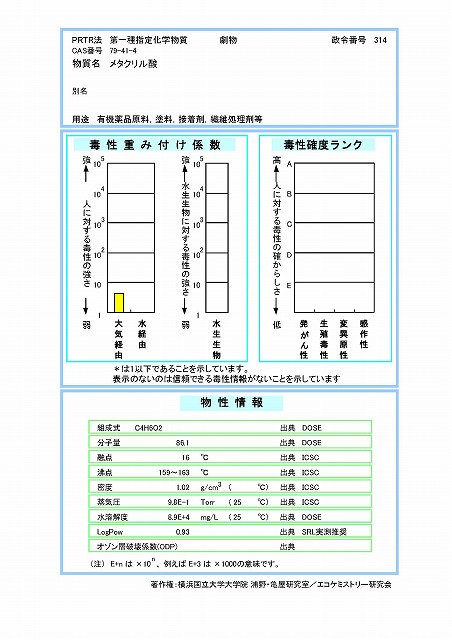 PRTR法 第一種指定化学物質 劇物 政令番号 314
CAS番号 79-41-4
物質名 メタクリル酸
別名
用途 有機薬品原料，塗料，接着剤，繊維処理剤等
毒性重み付け係数
強
人に対する毒性の強さ
弱
10^5
10^4
10^3
10^2
10
1
大気経由
水経由
強
水生生物に対する毒性の強さ
弱
10^5
10^4
10^3
10^2
10
1
水生生物
毒性確度ランク
高
人に対する毒性の確からしさ
低
A
B
C
D
E
発がん性
生殖毒性
変異原性
感作性
＊は1以下であることを示しています。
表示のないのは信頼できる毒性情報がないことを示しています
物性情報
組成式 C4H6O2 出典 DOSE
分子量 86.1 出典 DOSE
融点 16 ℃ 出典 ICSC
沸点 159～163 ℃ 出典 ICSC
密度 1.02 g/cm3 ( ℃) 出典 ICSC
蒸気圧 9.8E-1 Torr (25 ℃) 出典 ICSC
水溶解度 8.9E+4 mg/L (25 ℃) 出典 DOSE
LogPow 0.93 出典 SRL実測推奨
オゾン層破壊係数(ODP) 出典
（注） E+n は ×10^n、例えば E+3 は ×1000の意味です。
著作権：横浜国立大学大学院 浦野・亀屋研究室／エコケミストリー研究会